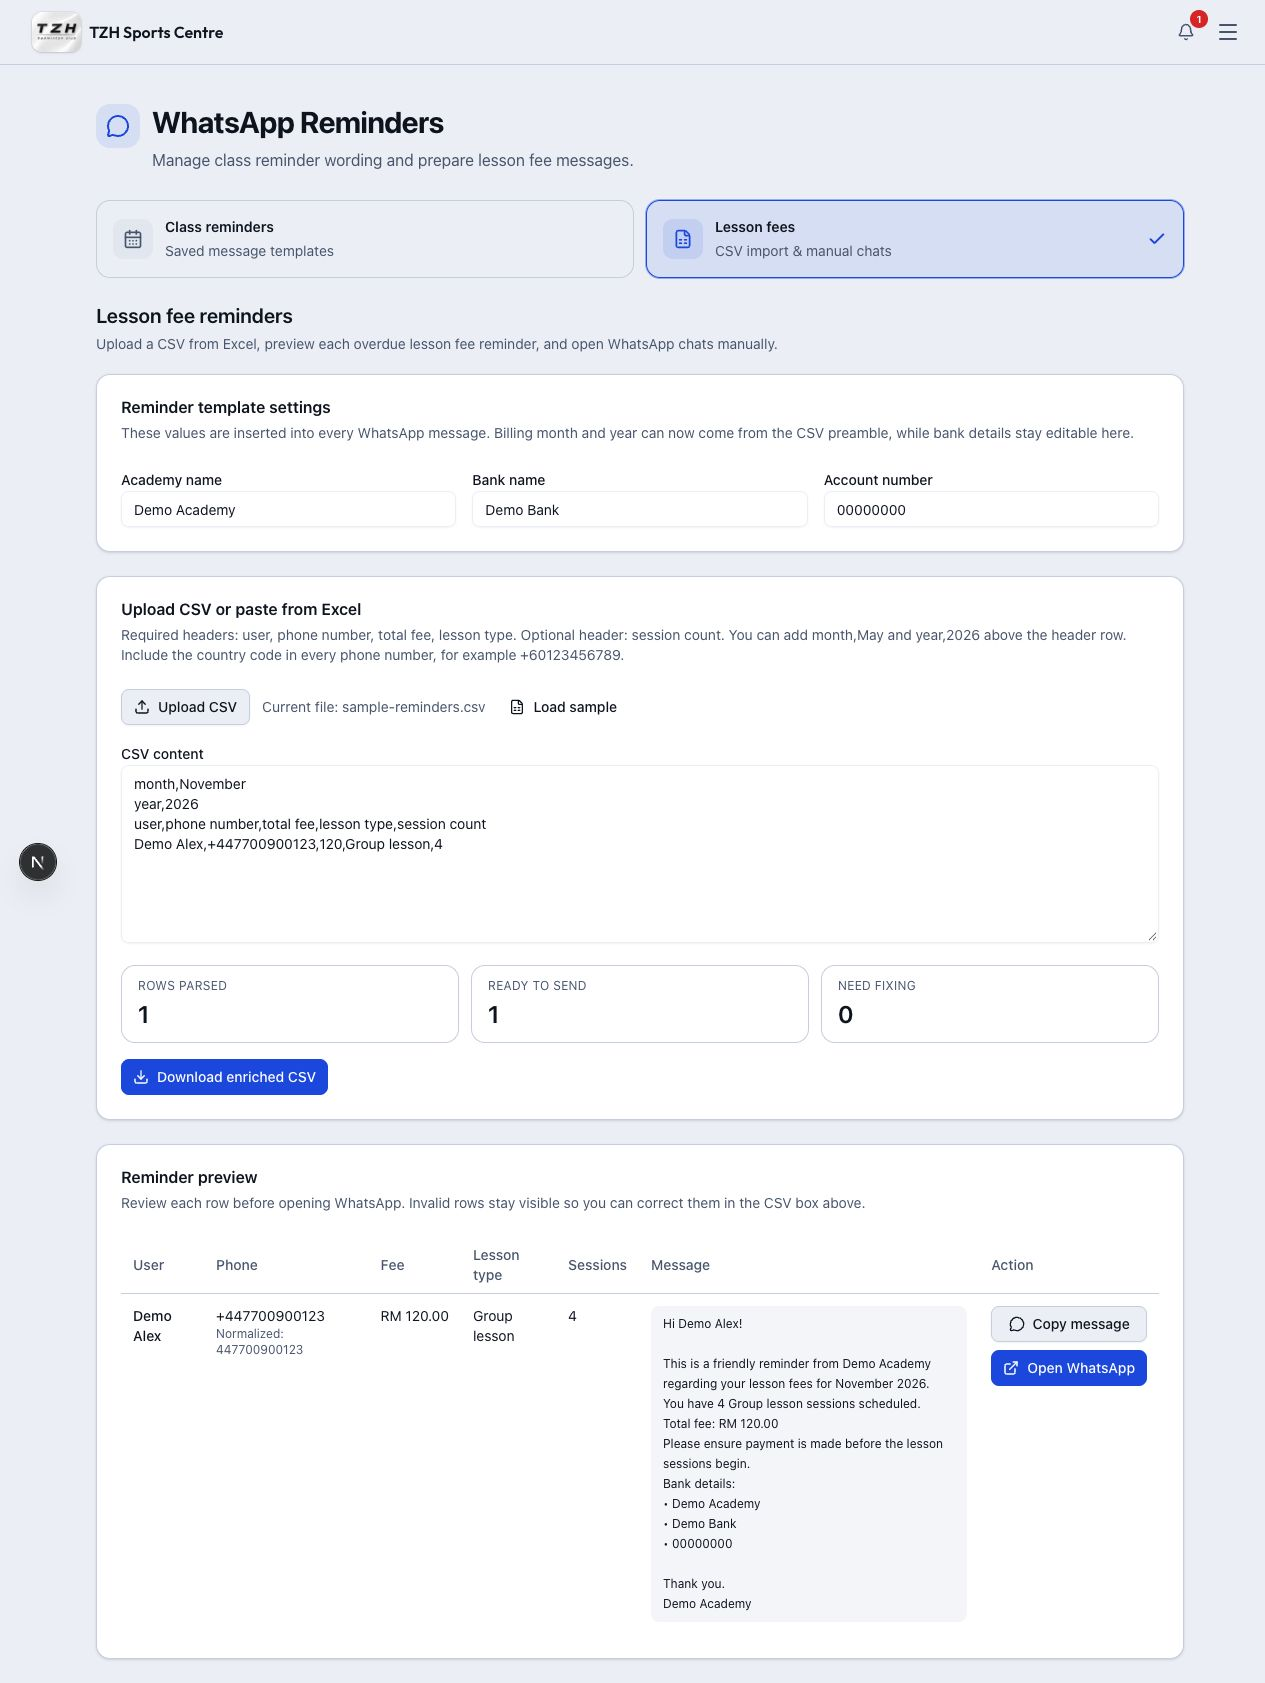 TZH
TZH Sports Centre
1
WhatsApp Reminders
Manage class reminder wording and prepare lesson fee messages.
Class reminders
Saved message templates
Lesson fees
CSV import & manual chats
Lesson fee reminders
Upload a CSV from Excel, preview each overdue lesson fee reminder, and open WhatsApp chats manually.
Reminder template settings
These values are inserted into every WhatsApp message. Billing month and year can now come from the CSV preamble, while bank details stay editable here.
Academy name
Bank name
Account number
Demo Academy
Demo Bank
00000000
Upload CSV or paste from Excel
Required headers: user, phone number, total fee, lesson type. Optional header: session count. You can add month,May and year,2026 above the header row.
Include the country code in every phone number, for example +60123456789.
Upload CSV
Current file: sample-reminders.csv
Load sample
CSV content
month,November
year,2026
user,phone number,total fee,lesson type,session count
Demo Alex,+447700900123,120,Group lesson,4
N
ROWS PARSED
1
READY TO SEND
1
NEED FIXING
0
Download enriched CSV
Reminder preview
Review each row before opening WhatsApp. Invalid rows stay visible so you can correct them in the CSV box above.
User
Phone
Fee
Lesson
type
Sessions
Message
Action
Demo
Alex
+447700900123
Normalized:
447700900123
RM 120.00
Group
lesson
4
Hi Demo Alex!
This is a friendly reminder from Demo Academy
regarding your lesson fees for November 2026.
You have 4 Group lesson sessions scheduled.
Total fee: RM 120.00
Please ensure payment is made before the lesson
sessions begin.
Bank details:
• Demo Academy
• Demo Bank
• 00000000
Thank you.
Demo Academy
Copy message
Open WhatsApp